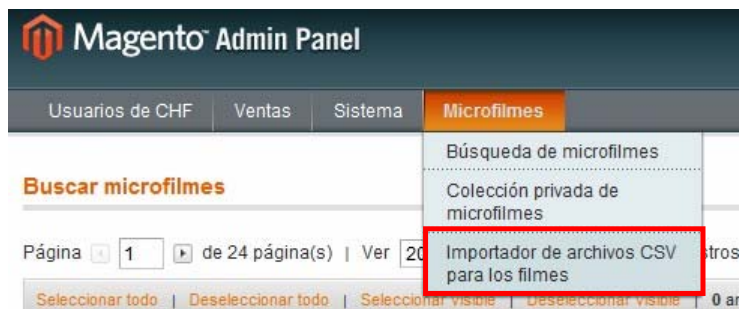 Magento™ Admin Panel
Usuarios de CHF Ventas Sistema Microfilmes
Búsqueda de microfilmes
Buscar microfilmes
Colección privada de
microfilmes
Página 1 de 24 página(s) | Ver 20
Importador de archivos CSV
para los filmes
Seleccionar todo | Deseleccionar todo | Seleccionar visible | Deseleccionar visible | 0